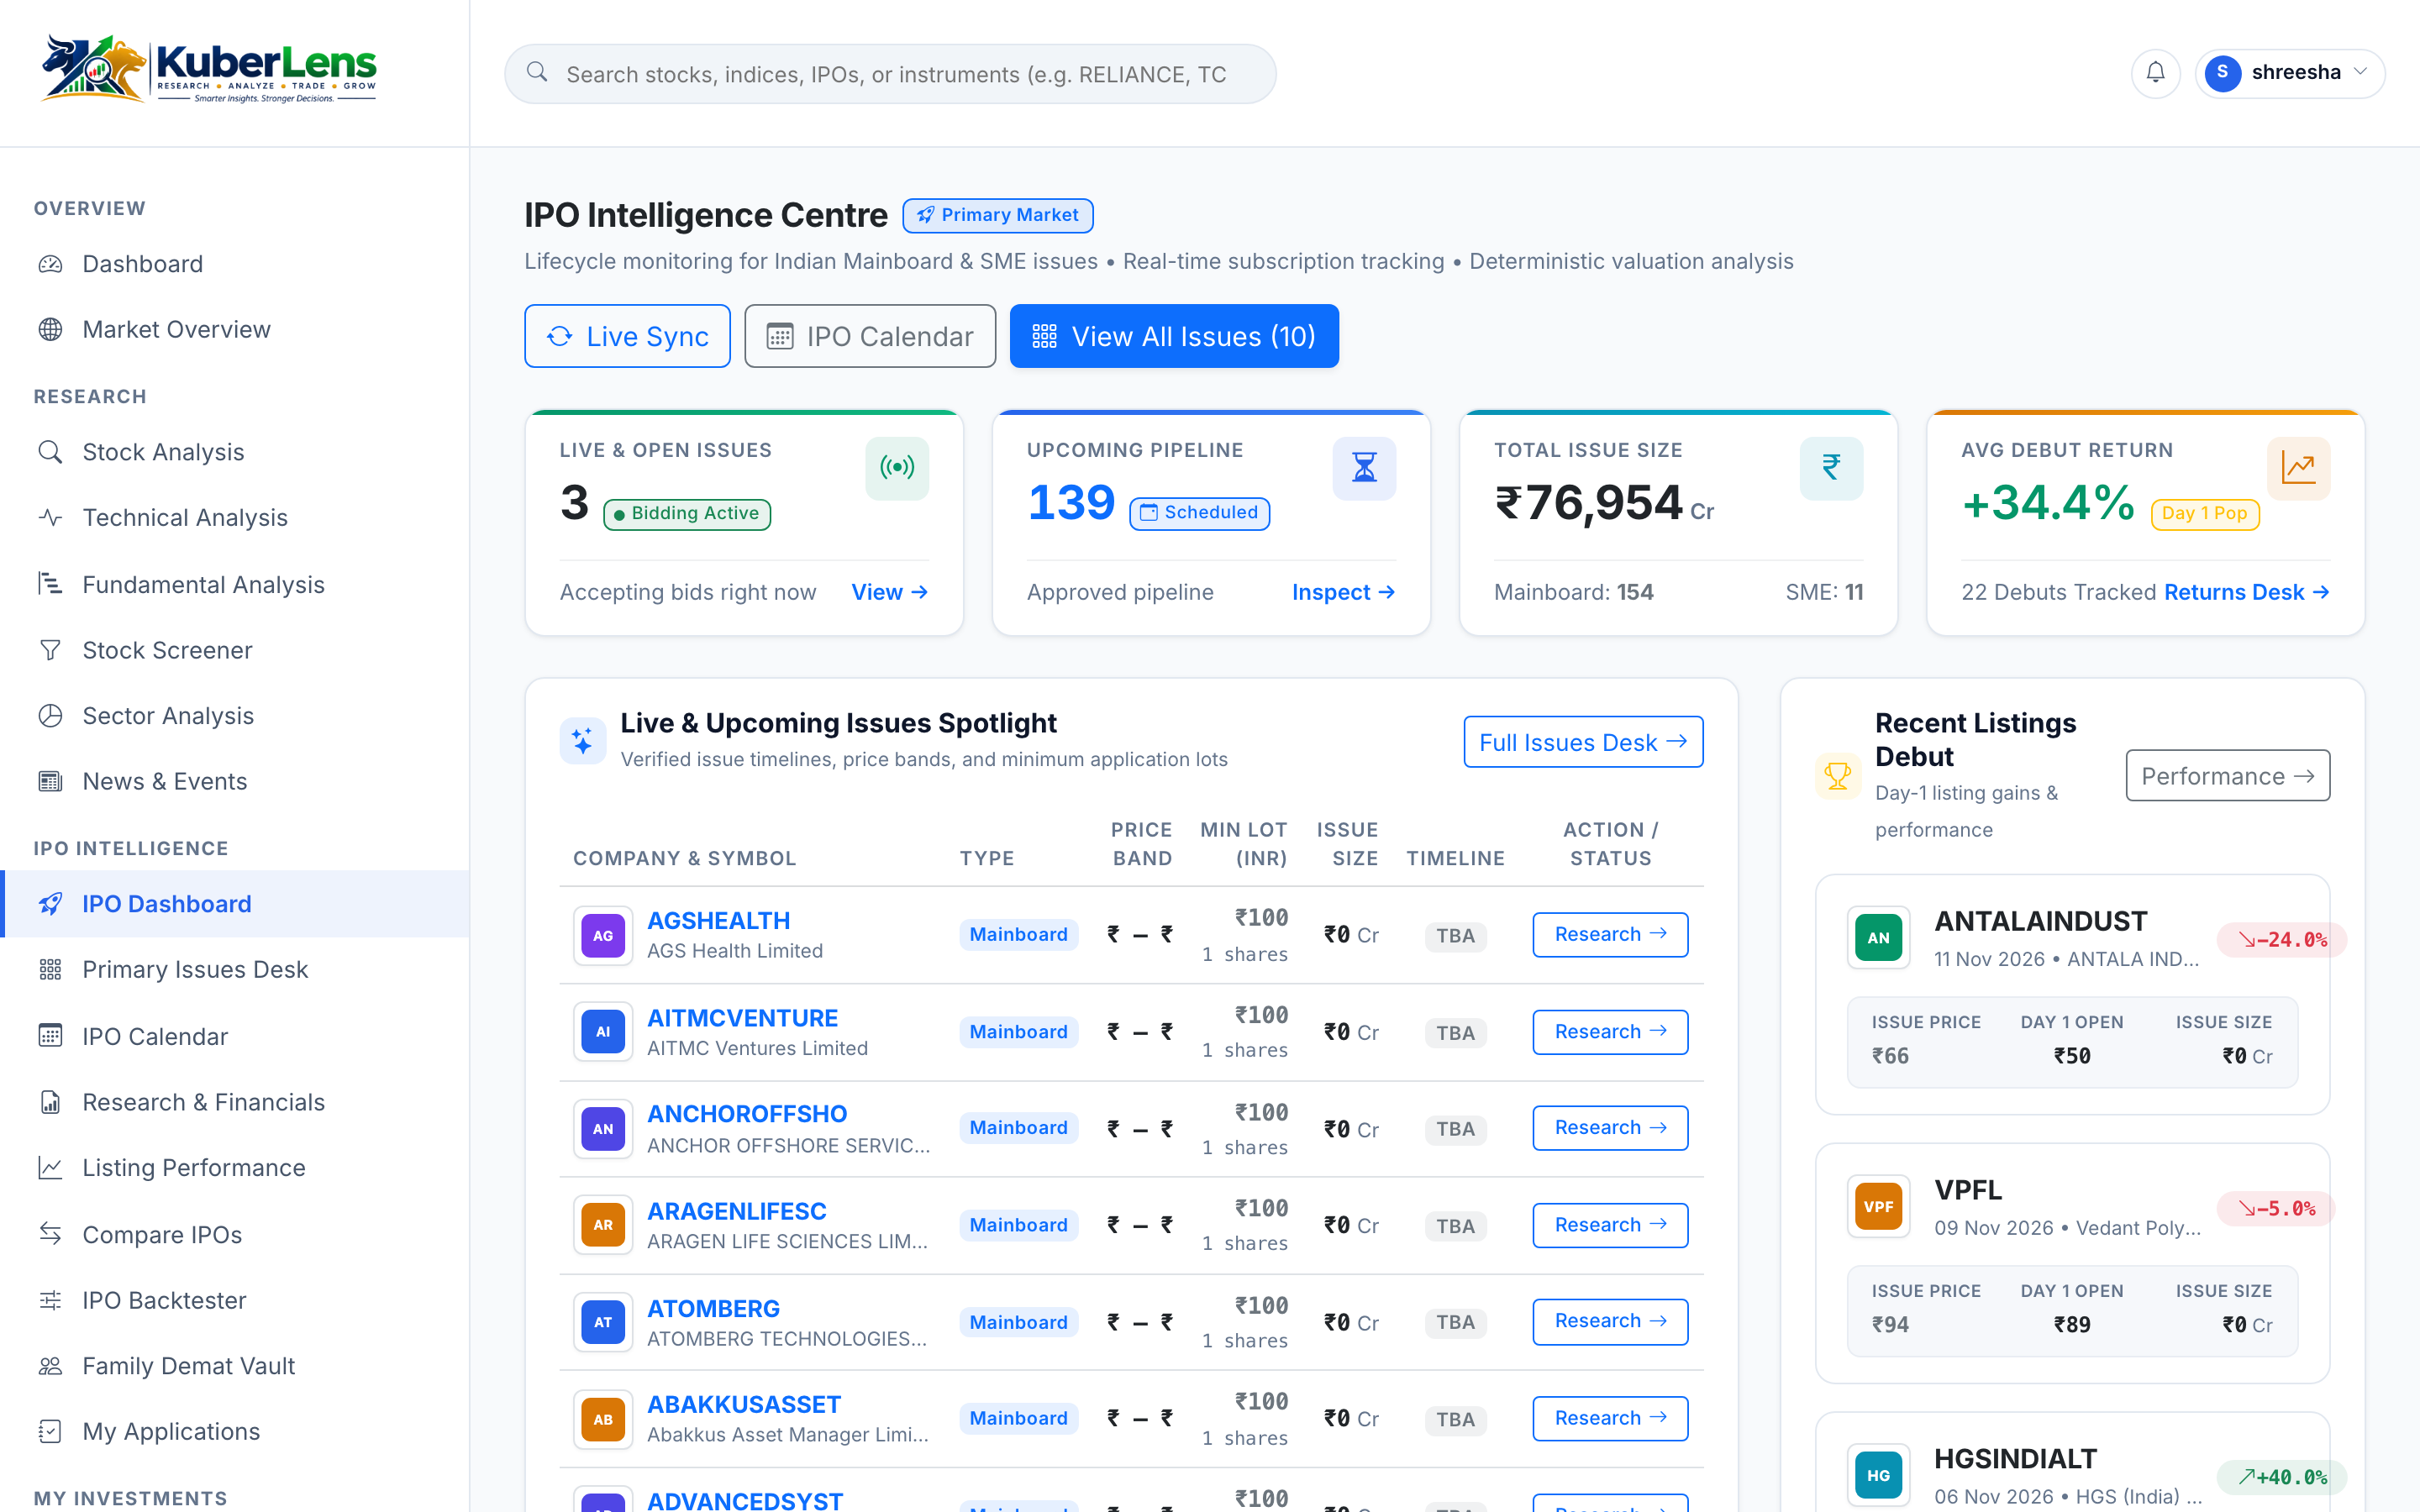 KuberLens
RESEARCH • ANALYZE • TRADE • GROW
Smarter Insights. Stronger Decisions.
Search stocks, indices, IPOs, or instruments (e.g. RELIANCE, TC
S
shreesha
OVERVIEW
Dashboard
Market Overview
RESEARCH
Stock Analysis
Technical Analysis
Fundamental Analysis
Stock Screener
Sector Analysis
News & Events
IPO INTELLIGENCE
IPO Dashboard
Primary Issues Desk
IPO Calendar
Research & Financials
Listing Performance
Compare IPOs
IPO Backtester
Family Demat Vault
My Applications
MY INVESTMENTS
IPO Intelligence Centre
Primary Market
Lifecycle monitoring for Indian Mainboard & SME issues • Real-time subscription tracking • Deterministic valuation analysis
Live Sync
IPO Calendar
View All Issues (10)
LIVE & OPEN ISSUES
3
● Bidding Active
Accepting bids right now
View →
UPCOMING PIPELINE
139
Scheduled
Approved pipeline
Inspect →
TOTAL ISSUE SIZE
₹
₹76,954 Cr
Mainboard: 154
SME: 11
AVG DEBUT RETURN
+34.4%
Day 1 Pop
22 Debuts Tracked
Returns Desk →
Live & Upcoming Issues Spotlight
Verified issue timelines, price bands, and minimum application lots
Full Issues Desk →
COMPANY & SYMBOL
TYPE
PRICE BAND
MIN LOT (INR)
ISSUE SIZE
TIMELINE
ACTION / STATUS
AG
AGSHEALTH
AGS Health Limited
Mainboard
₹ – ₹
₹100
1 shares
₹0 Cr
TBA
Research →
AI
AITMCVENTURE
AITMC Ventures Limited
Mainboard
₹ – ₹
₹100
1 shares
₹0 Cr
TBA
Research →
AN
ANCHOROFFSHO
ANCHOR OFFSHORE SERVIC...
Mainboard
₹ – ₹
₹100
1 shares
₹0 Cr
TBA
Research →
AR
ARAGENLIFESC
ARAGEN LIFE SCIENCES LIM...
Mainboard
₹ – ₹
₹100
1 shares
₹0 Cr
TBA
Research →
AT
ATOMBERG
ATOMBERG TECHNOLOGIES...
Mainboard
₹ – ₹
₹100
1 shares
₹0 Cr
TBA
Research →
AB
ABAKKUSASSET
Abakkus Asset Manager Limi...
Mainboard
₹ – ₹
₹100
1 shares
₹0 Cr
TBA
Research →
ADVANCEDSYST
₹100
Recent Listings Debut
Day-1 listing gains & performance
Performance →
AN
ANTALAINDUST
11 Nov 2026 • ANTALA IND...
↘-24.0%
ISSUE PRICE
DAY 1 OPEN
ISSUE SIZE
₹66
₹50
₹0 Cr
VPF
VPFL
09 Nov 2026 • Vedant Poly...
↘-5.0%
ISSUE PRICE
DAY 1 OPEN
ISSUE SIZE
₹94
₹89
₹0 Cr
HG
HGSINDIALT
06 Nov 2026 • HGS (India) ...
↗+40.0%